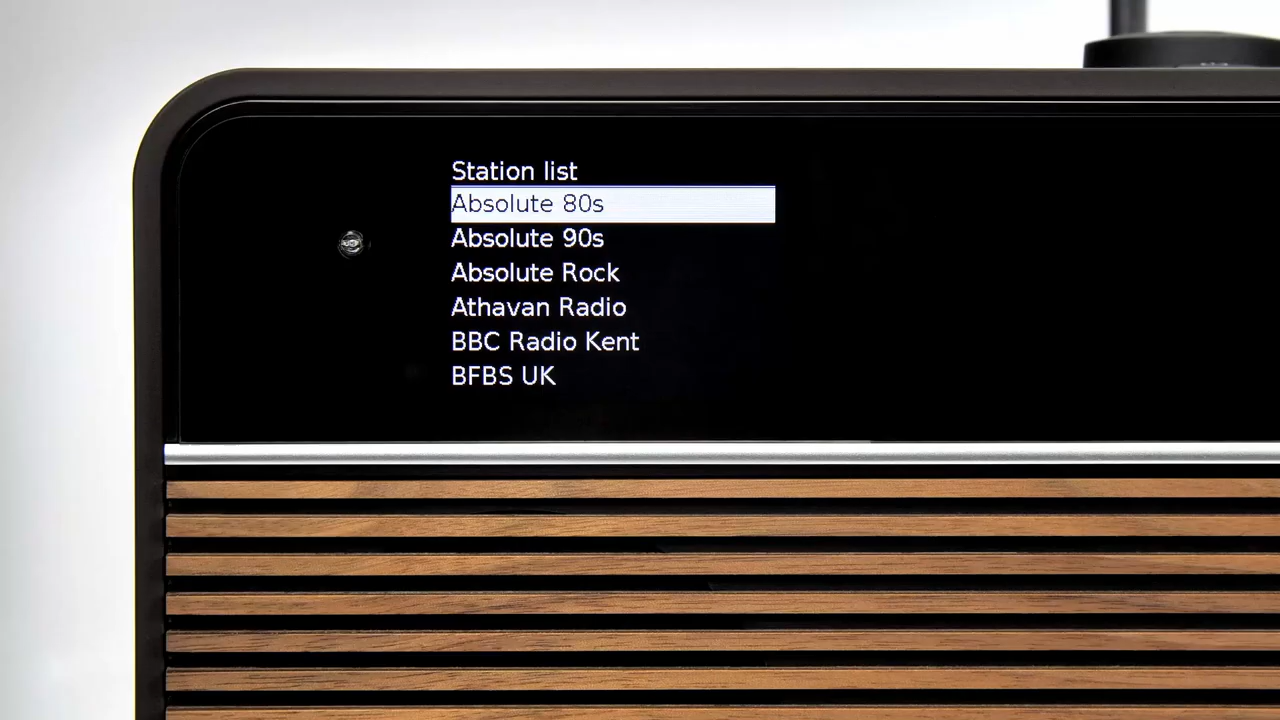 Station list
Absolute 80s
Absolute 90s
Absolute Rock
Athavan Radio
BBC Radio Kent
BFBS UK